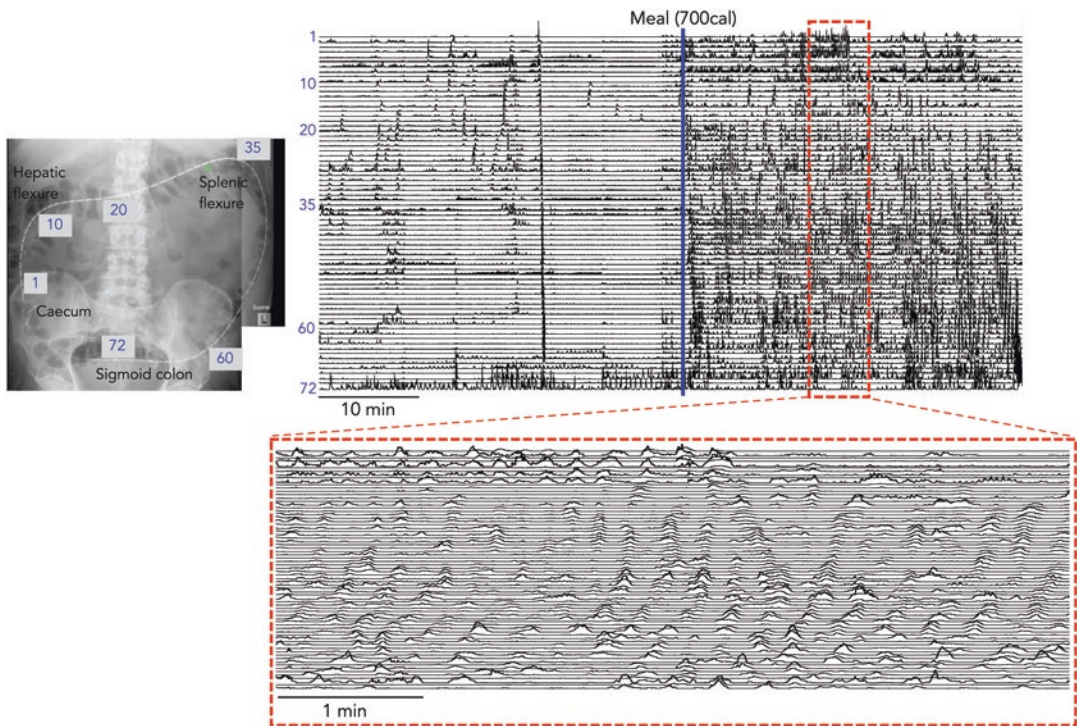 Meal (700cal)
1
10
20
35
60
72
10 min
35
Hepatic
flexure
Splenic
flexure
10
20
1
Caecum
Supine
L
72
60
Sigmoid colon
1 min